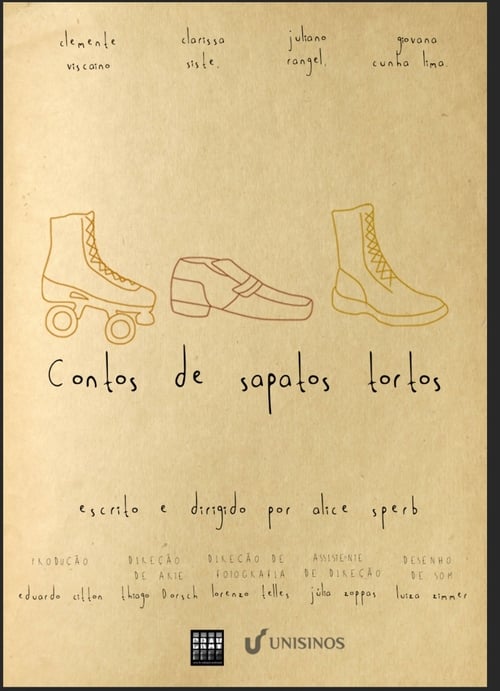 clemente clarissa juliano giovana
viscaino siste. rangel. cunha lima.
Contos de sapatos tortos
escrito e dirigido por alice sperb
PRODUÇÃO DIREÇÃO DIREÇÃO DE ASSISTENTE DESENHO
DE ARTE FOTOGRAFIA DE DIREÇÃO DE SOM
eduardo citton thiago Dorsch lorenzo telles júlia zoppas luiza zimmer
UNISINOS